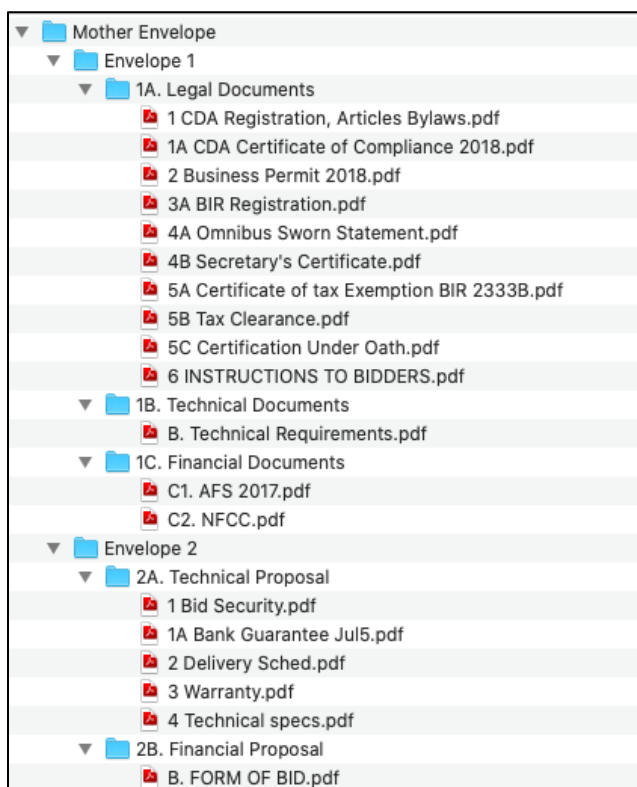 Mother Envelope
Envelope 1
1A. Legal Documents
1 CDA Registration, Articles Bylaws.pdf
1A CDA Certificate of Compliance 2018.pdf
2 Business Permit 2018.pdf
3A BIR Registration.pdf
4A Omnibus Sworn Statement.pdf
4B Secretary's Certificate.pdf
5A Certificate of tax Exemption BIR 2333B.pdf
5B Tax Clearance.pdf
5C Certification Under Oath.pdf
6 INSTRUCTIONS TO BIDDERS.pdf
1B. Technical Documents
B. Technical Requirements.pdf
1C. Financial Documents
C1. AFS 2017.pdf
C2. NFCC.pdf
Envelope 2
2A. Technical Proposal
1 Bid Security.pdf
1A Bank Guarantee Jul5.pdf
2 Delivery Sched.pdf
3 Warranty.pdf
4 Technical specs.pdf
2B. Financial Proposal
B. FORM OF BID.pdf